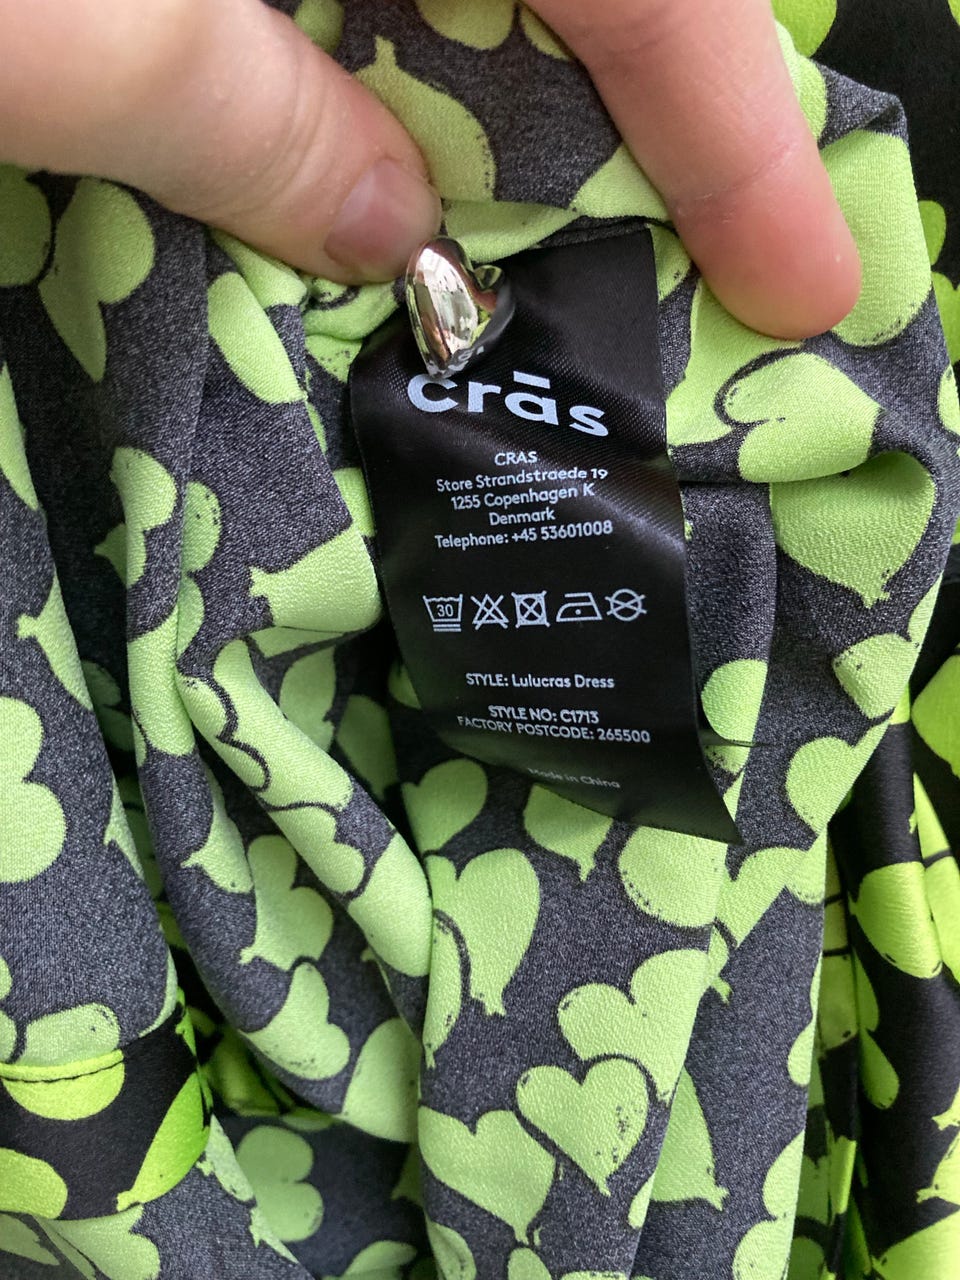 crās
CRAS
Store Strandstraede 19
1255 Copenhagen K
Denmark
Telephone: +45 53601008
30
STYLE: Lulucras Dress
STYLE NO: C1713
FACTORY POSTCODE: 265500
Made in China